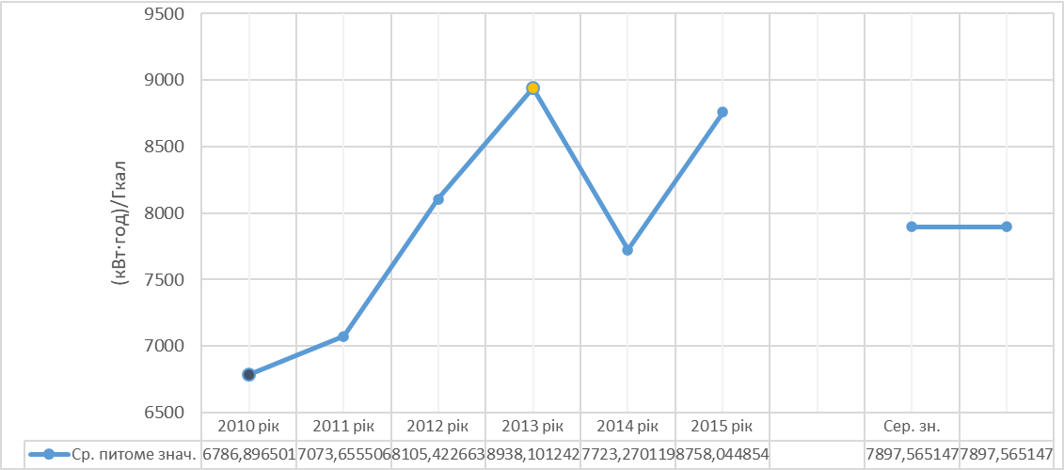 9500
9000
8500
8000
7500
7000
6500
(кВт·год)/Гкал
2010 рік 2011 рік 2012 рік 2013 рік 2014 рік 2015 рік Сер. зн.
Ср. питоме знач. 6786,896501 7073,655506 8105,422663 8938,101242 7723,270119 8758,044854 7897,565147 7897,565147